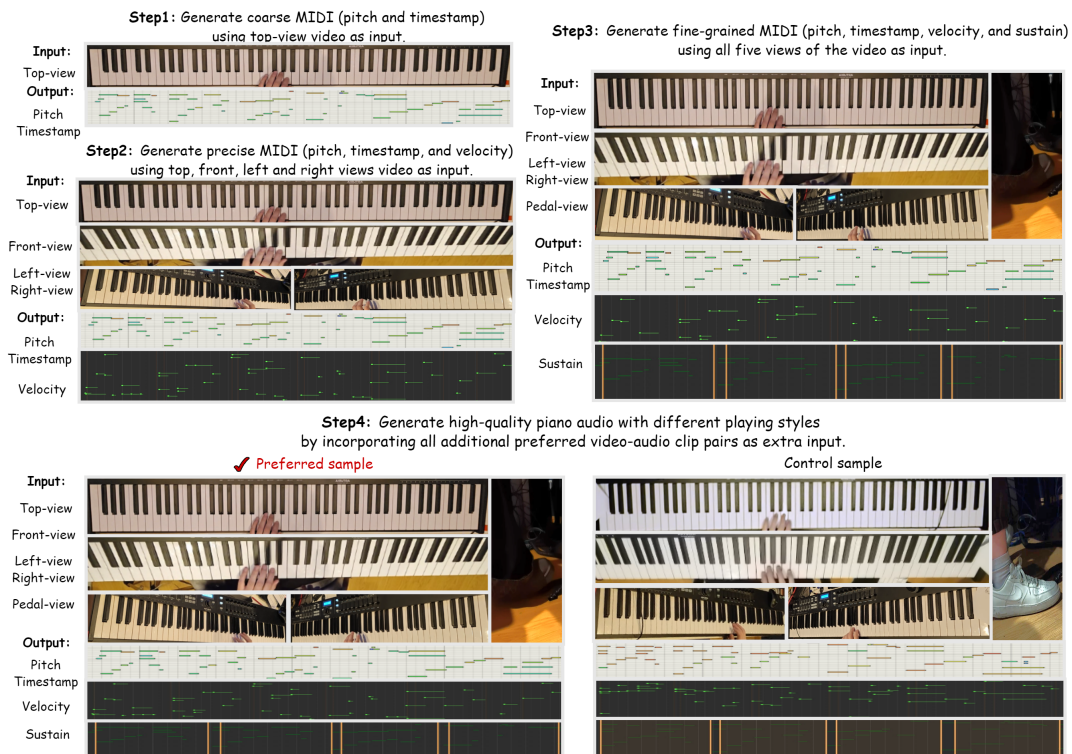 Step1: Generate coarse MIDI (pitch and timestamp)
using top-view video as input.
Input:
Top-view
Output:
Pitch
Timestamp
Step2: Generate precise MIDI (pitch, timestamp, and velocity)
using top, front, left and right views video as input.
Input:
Top-view
Front-view
Left-view
Right-view
Output:
Pitch
Timestamp
Velocity
Step3: Generate fine-grained MIDI (pitch, timestamp, velocity, and sustain)
using all five views of the video as input.
Input:
Top-view
Front-view
Left-view
Right-view
Pedal-view
Output:
Pitch
Timestamp
Velocity
Sustain
Step4: Generate high-quality piano audio with different playing styles
by incorporating all additional preferred video-audio clip pairs as extra input.
Preferred sample
Control sample
Input:
Top-view
Front-view
Left-view
Right-view
Pedal-view
Output:
Pitch
Timestamp
Velocity
Sustain